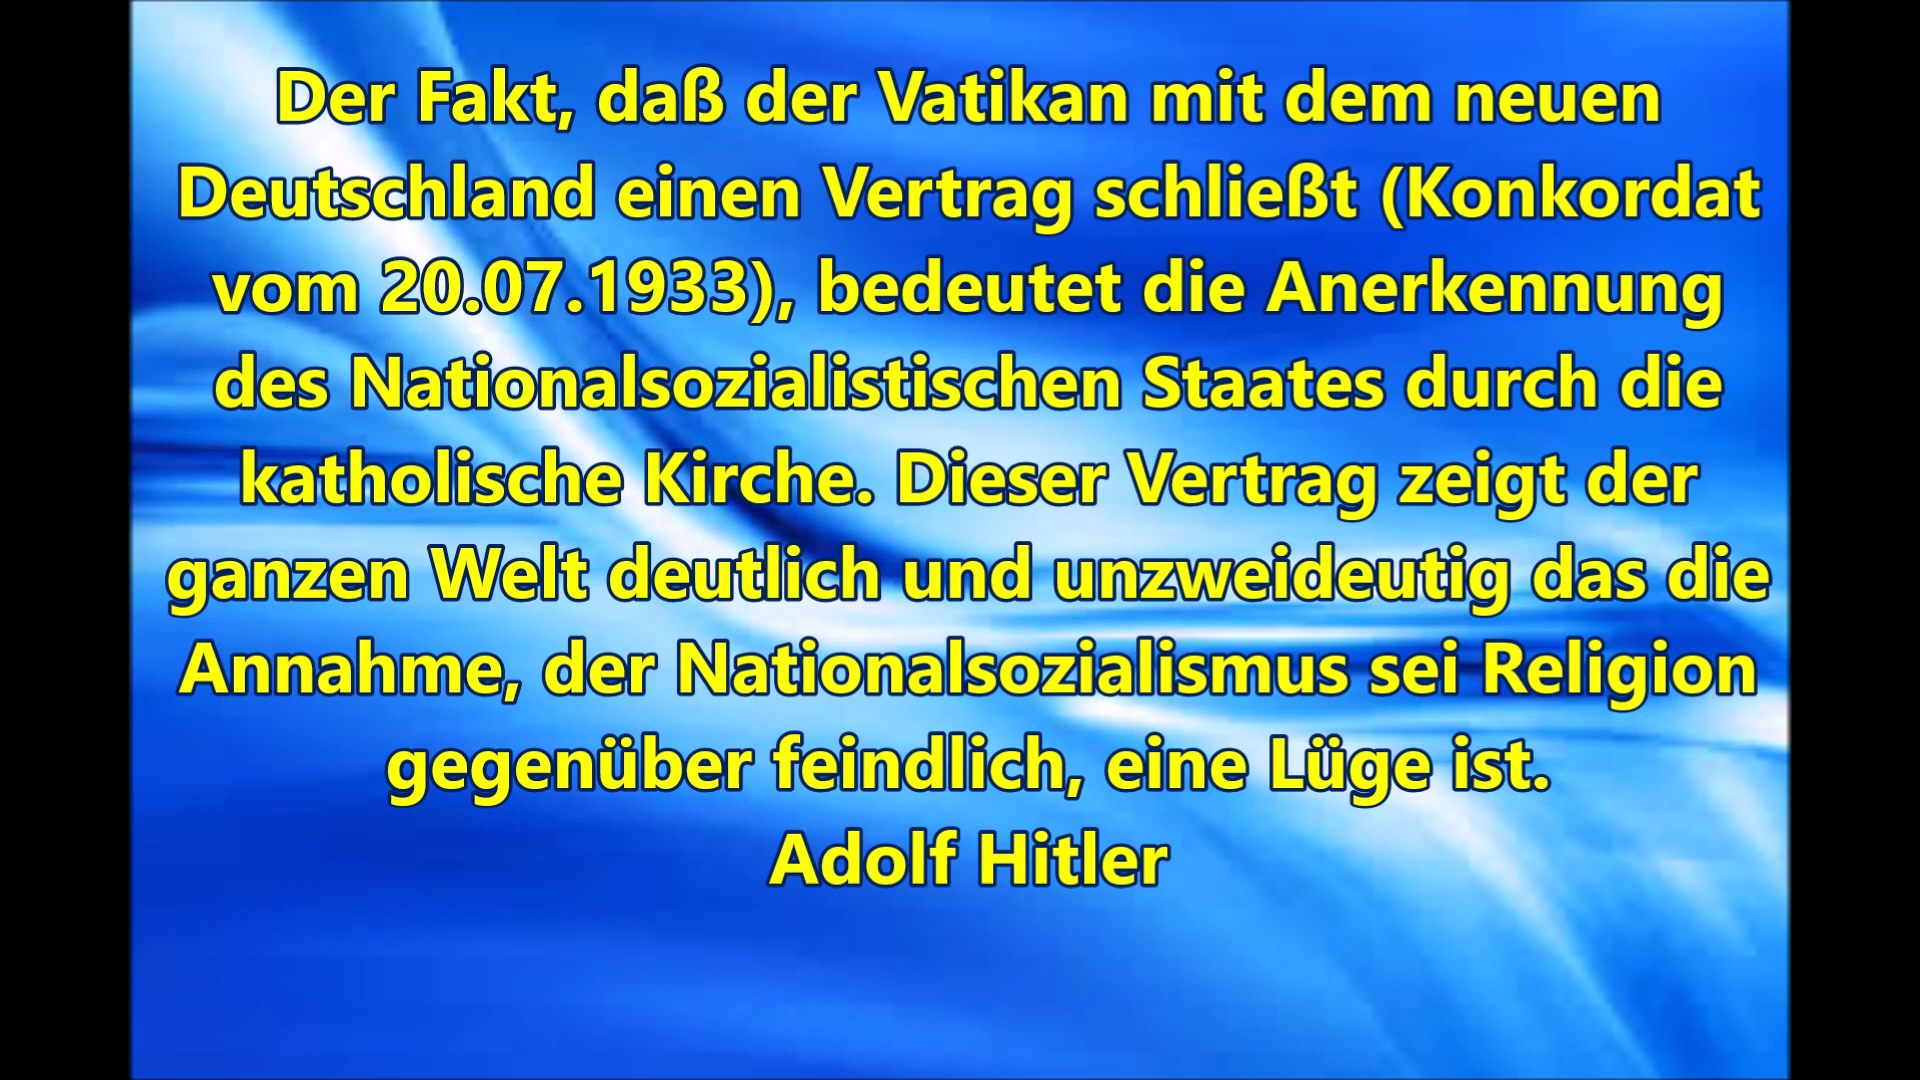 Der Fakt, daß der Vatikan mit dem neuen
Deutschland einen Vertrag schließt (Konkordat
vom 20.07.1933), bedeutet die Anerkennung
des Nationalsozialistischen Staates durch die
katholische Kirche. Dieser Vertrag zeigt der
ganzen Welt deutlich und unzweideutig das die
Annahme, der Nationalsozialismus sei Religion
gegenüber feindlich, eine Lüge ist.
Adolf Hitler